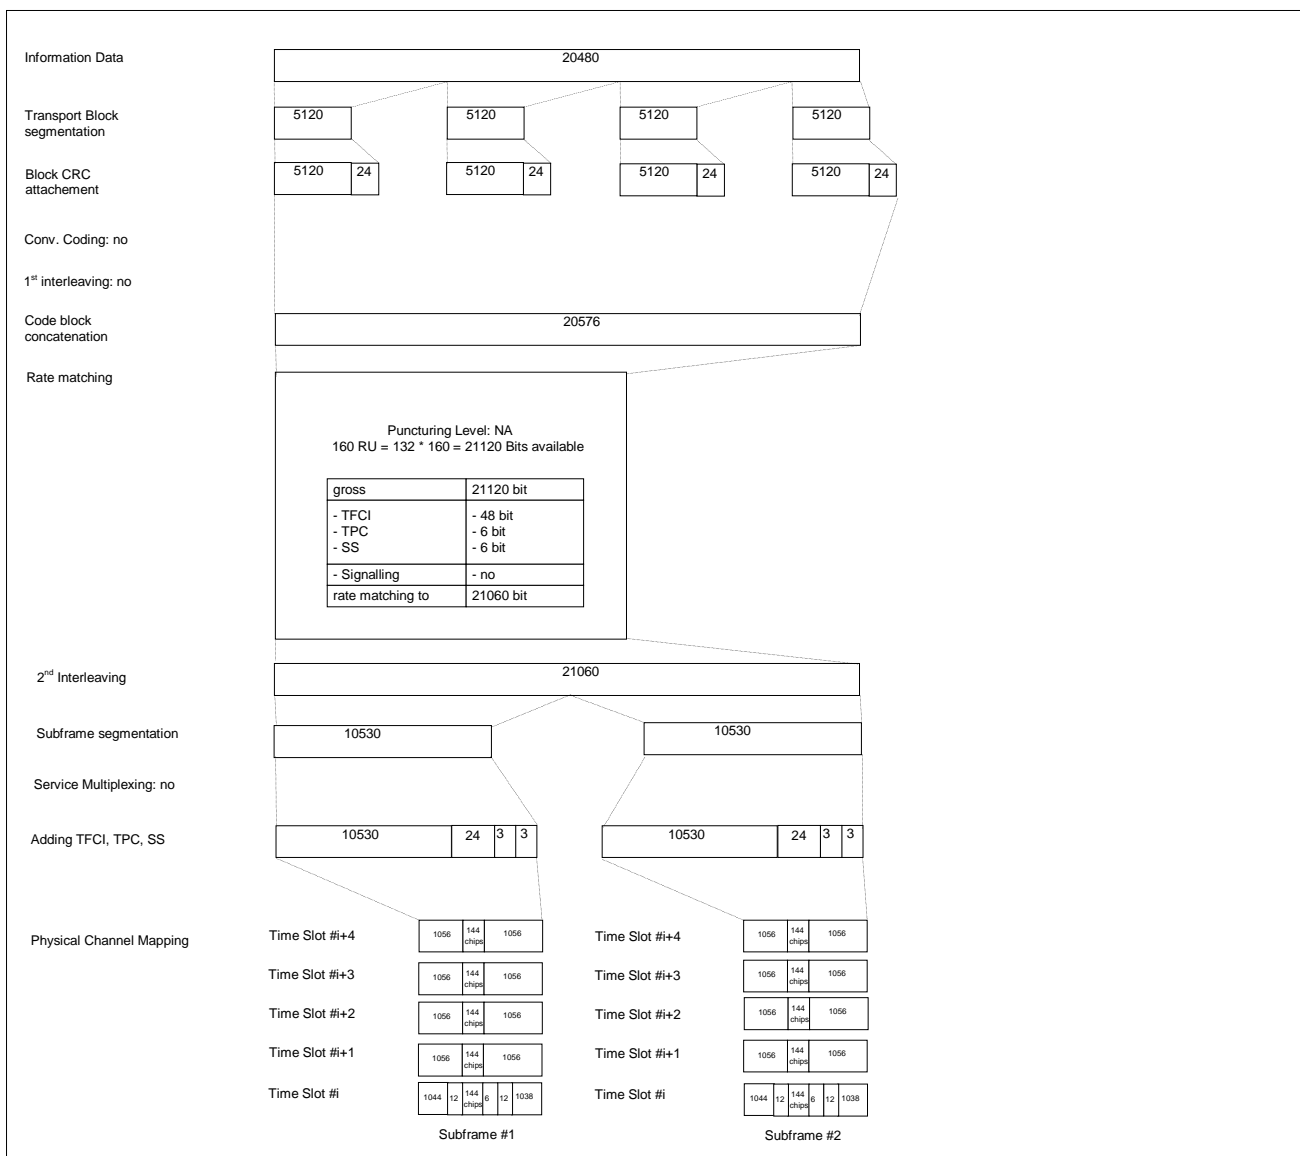 Information Data
20480
Transport Block
segmentation
5120 5120 5120 5120
Block CRC
attachement
5120 24 5120 24 5120 24 5120 24
Conv. Coding: no
1st interleaving: no
Code block
concatenation
20576
Rate matching
Puncturing Level: NA
160 RU = 132 * 160 = 21120 Bits available
gross 21120 bit
- TFCI - 48 bit
- TPC - 6 bit
- SS - 6 bit
- Signalling - no
rate matching to 21060 bit
2nd Interleaving
21060
Subframe segmentation
10530 10530
Service Multiplexing: no
Adding TFCI, TPC, SS
10530 24 3 3 10530 24 3 3
Physical Channel Mapping
Time Slot #i+4 1056 144 chips 1056 Time Slot #i+4 1056 144 chips 1056
Time Slot #i+3 1056 144 chips 1056 Time Slot #i+3 1056 144 chips 1056
Time Slot #i+2 1056 144 chips 1056 Time Slot #i+2 1056 144 chips 1056
Time Slot #i+1 1056 144 chips 1056 Time Slot #i+1 1056 144 chips 1056
Time Slot #i 1044 12 144 chips 6 12 1038 Time Slot #i 1044 12 144 chips 6 12 1038
Subframe #1 Subframe #2